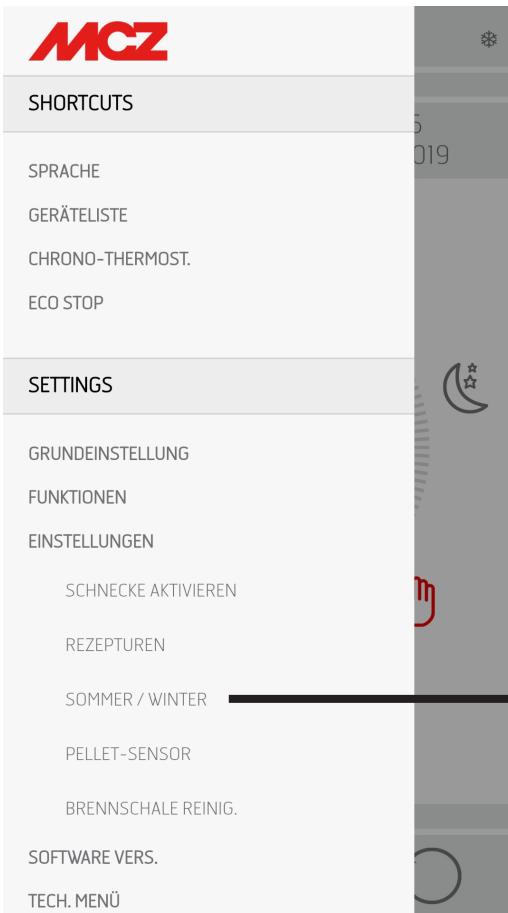 MCZ
SHORTCUTS
SPRACHE
GERÄTELISTE
CHRONO-THERMOST.
ECO STOP
SETTINGS
GRUNDEINSTELLUNG
FUNKTIONEN
EINSTELLUNGEN
SCHNECKE AKTIVIEREN
REZEPTUREN
SOMMER / WINTER
PELLET-SENSOR
BRENNSCHALE REINIG.
SOFTWARE VERS.
TECH. MENÜ